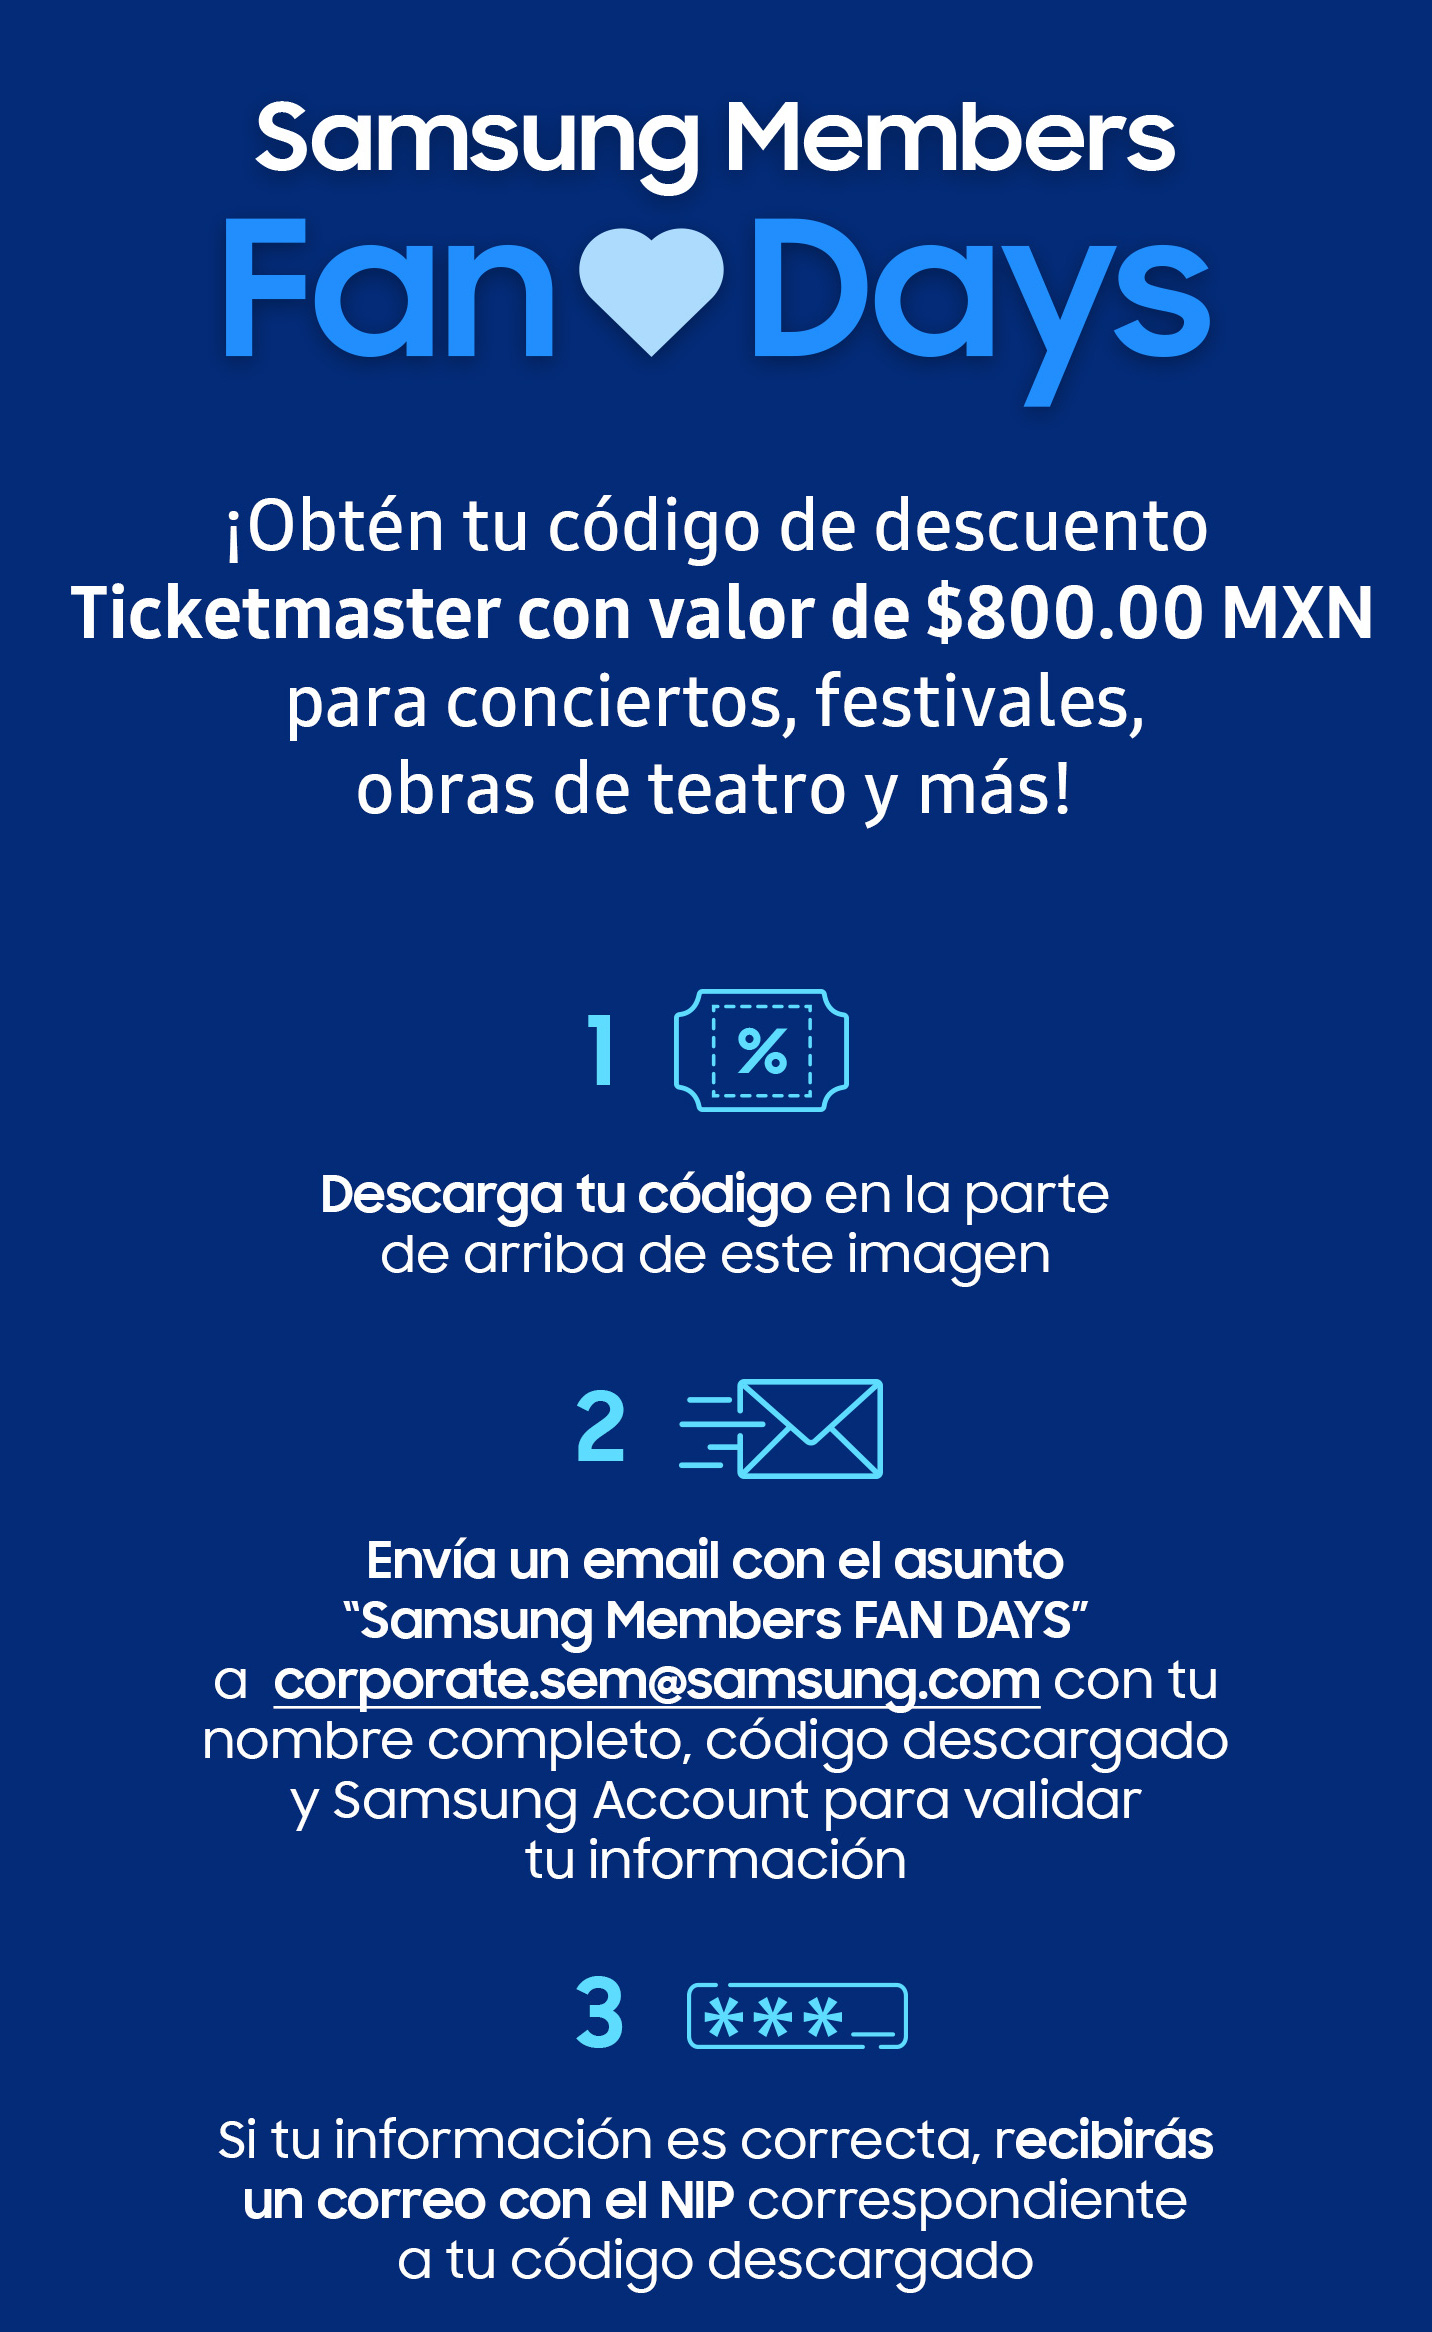 Samsung Members
Fan Days
¡Obtén tu código de descuento
Ticketmaster con valor de $800.00 MXN
para conciertos, festivales,
obras de teatro y más!
1
%
Descarga tu código en la parte
de arriba de este imagen
2
Envía un email con el asunto
“Samsung Members FAN DAYS”
a corporate.sem@samsung.com con tu
nombre completo, código descargado
y Samsung Account para validar
tu información
3
***_
Si tu información es correcta, recibirás
un correo con el NIP correspondiente
a tu código descargado